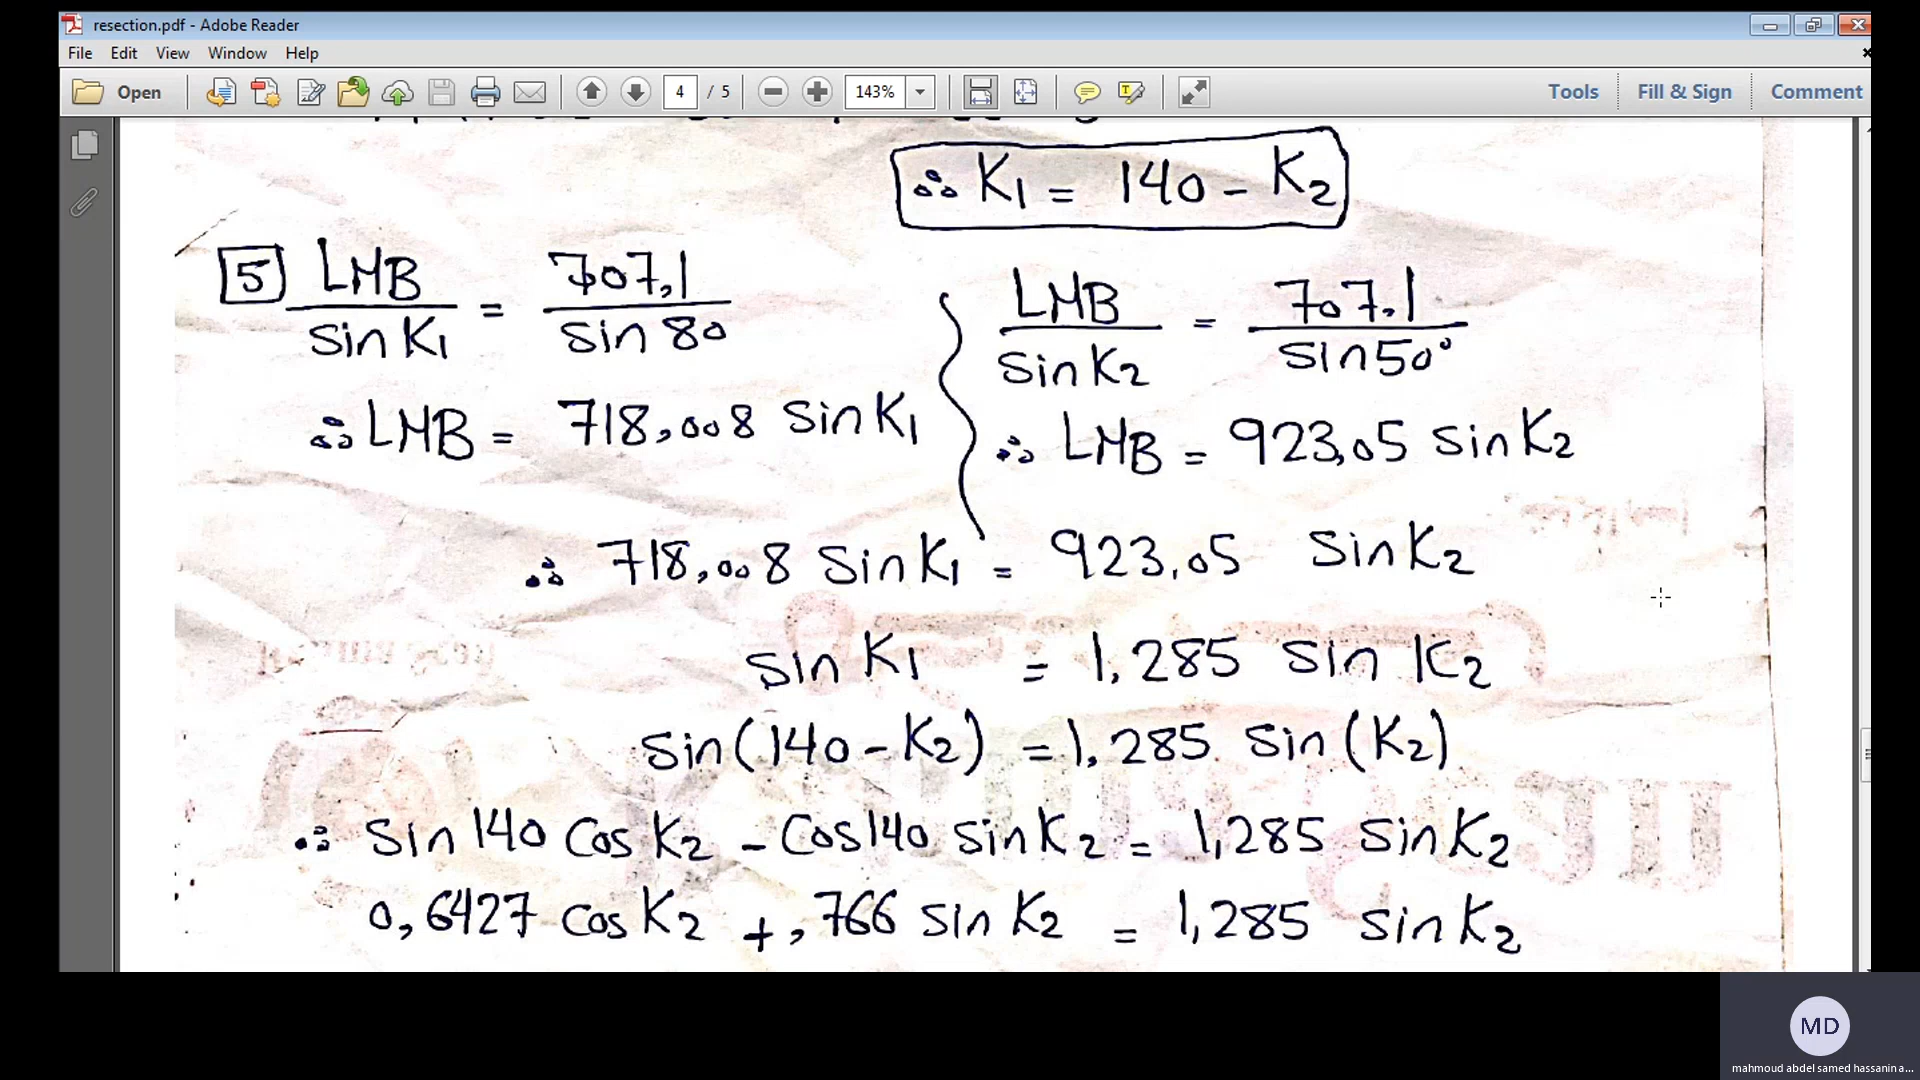 resection.pdf - Adobe Reader
File Edit View Window Help
Open 4 / 5 143% Tools Fill & Sign Comment
∴ K1 = 140 - K2
5 LMB / sin K1 = 707,1 / sin 80
LMB / sin K2 = 707.1 / sin 50°
∴ LMB = 718,008 sin K1
∴ LMB = 923,05 sin K2
∴ 718,008 sin K1 = 923,05 sin K2
sin K1 = 1,285 sin K2
sin (140 - K2) = 1,285 sin (K2)
∴ sin 140 cos K2 - cos 140 sin K2 = 1,285 sin K2
0,6427 cos K2 + ,766 sin K2 = 1,285 sin K2
MD
mahmoud abdel samed hassanin a...